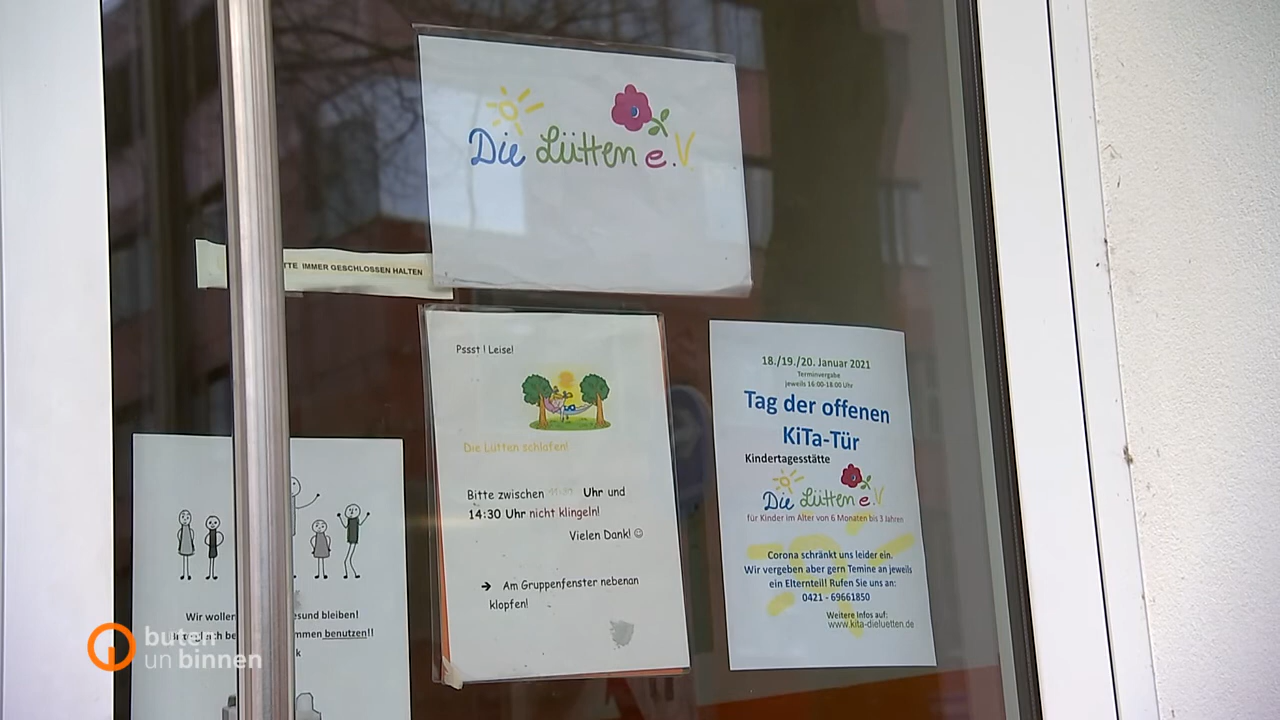 Die Lütten e.V
TTE IMMER GESCHLOSSEN HALTEN
Pssst ! Leise!
Die Lütten schlafen!
Bitte zwischen Uhr und
14:30 Uhr nicht klingeln!
Vielen Dank! ☺
→ Am Gruppenfenster nebenan
klopfen!
18./19./20. Januar 2021
Terminvergabe
jeweils 16:00-18:00 Uhr
Tag der offenen
KiTa-Tür
Kindertagesstätte
Die Lütten e.V
für Kinder im Alter von 6 Monaten bis 3 Jahren
Corona schränkt uns leider ein.
Wir vergeben aber gern Temine an jeweils
ein Elternteil! Rufen Sie uns an:
0421 - 69661850
Weitere Infos auf:
www.kita-dieluetten.de
Wir wollen esund bleiben!
mmen benutzen!!
k
buten
un binnen